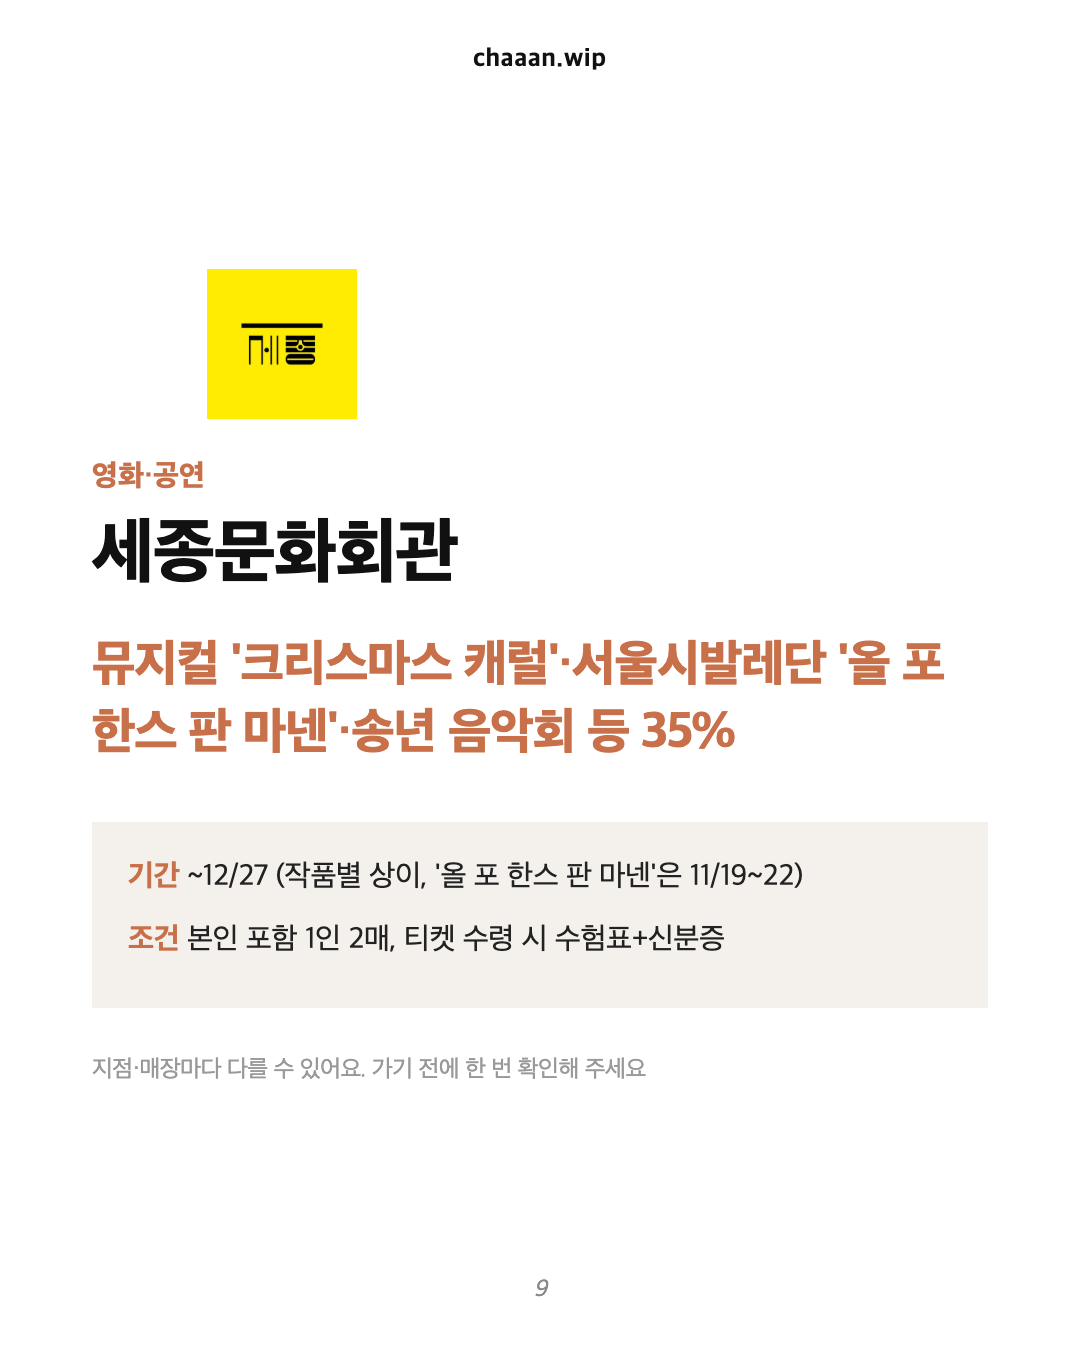 chaaan.wip
세종
영화·공연
세종문화회관
뮤지컬 '크리스마스 캐럴'·서울시발레단 '올 포
한스 판 마넨'·송년 음악회 등 35%
기간 ~12/27 (작품별 상이, '올 포 한스 판 마넨'은 11/19~22)
조건 본인 포함 1인 2매, 티켓 수령 시 수험표+신분증
지점·매장마다 다를 수 있어요. 가기 전에 한 번 확인해 주세요
9